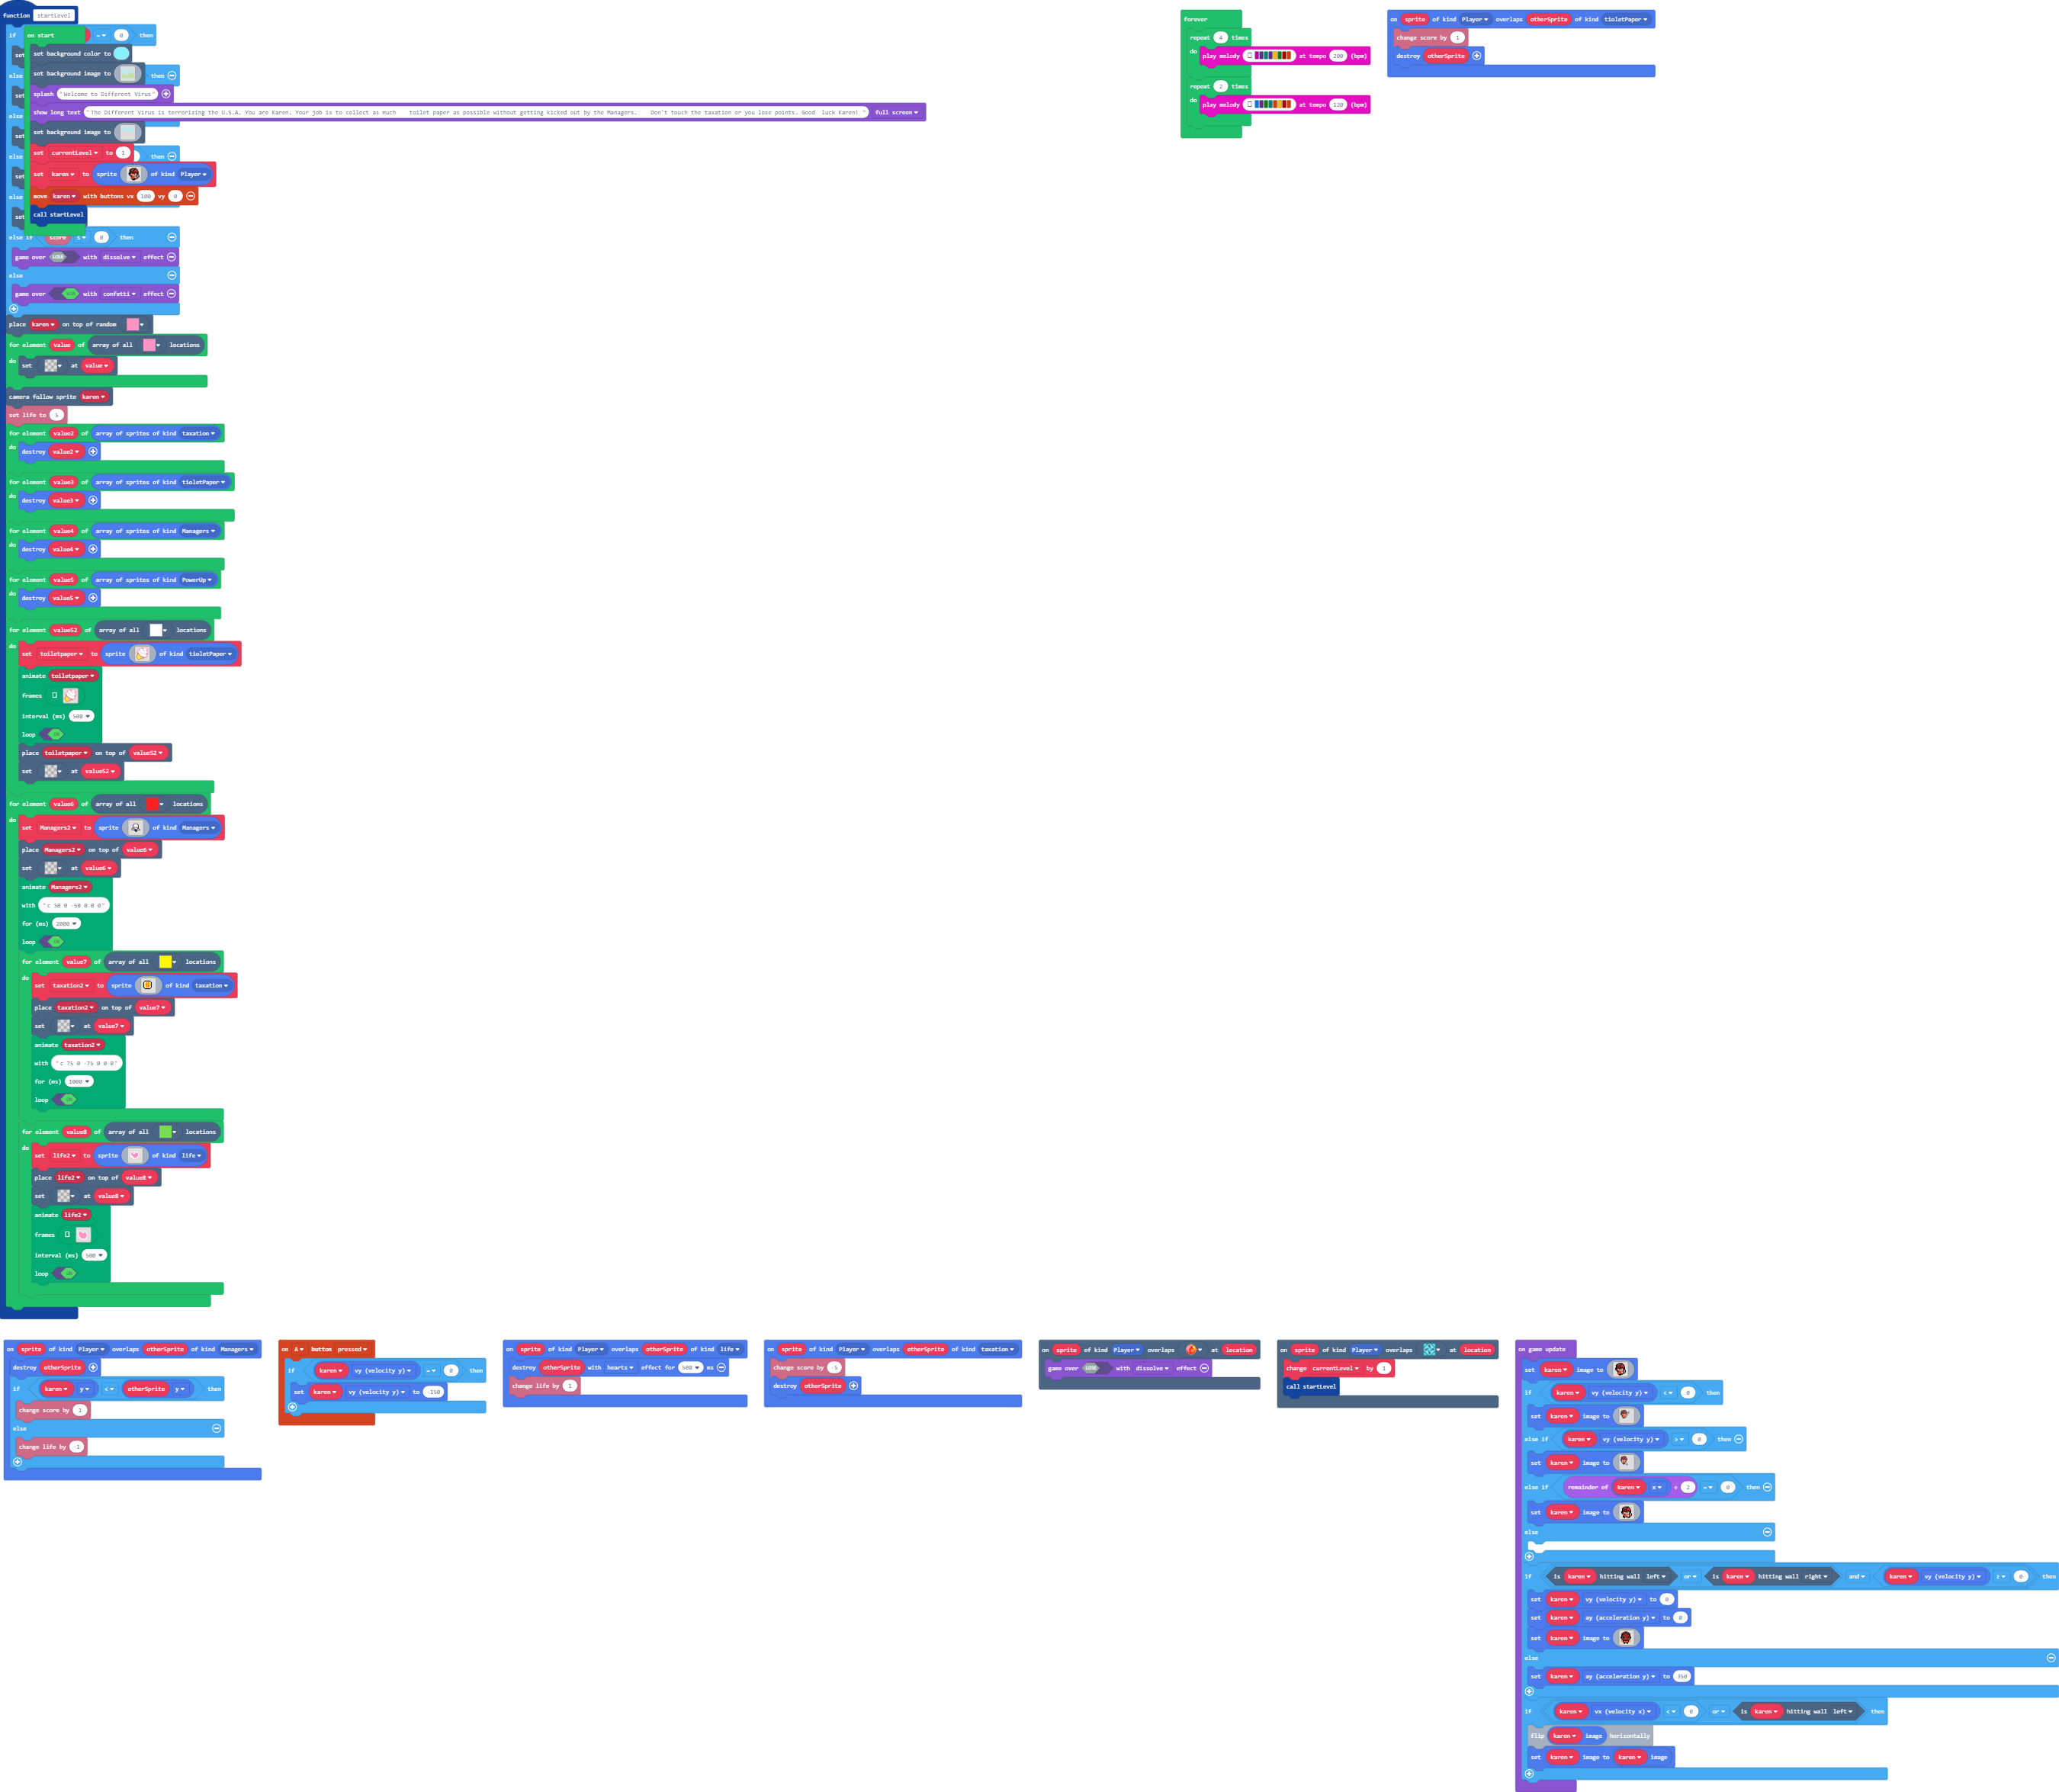 function startLevel
if = 0 then
on start
set background color to
set
set background image to
else then
splash "Welcome to Different Virus"
set
show long text "The Different Virus is terrorizing the U.S.A. You are Karen. Your job is to collect as much toilet paper as possible without getting kicked out by the Managers. Don't touch the taxation or you lose points. Good luck Karen! " full screen
else
set background image to
set
set currentLevel to 1
else then
set karen to sprite of kind Player
set
move karen with buttons vx 100 vy 0
else
call startLevel
set
else if score ≤ 0 then
game over LOSE with dissolve effect
else
game over WIN with confetti effect
place karen on top of random
for element value of array of all locations
do
set at value
camera follow sprite karen
set life to 5
for element value2 of array of sprites of kind taxation
do
destroy value2
for element value3 of array of sprites of kind tioletPaper
do
destroy value3
for element value4 of array of sprites of kind Managers
do
destroy value4
for element value5 of array of sprites of kind PowerUp
do
destroy value5
for element value52 of array of all locations
do
set toiletpaper to sprite of kind tioletPaper
animate toiletpaper
frames
interval (ms) 500
loop
place toiletpaper on top of value52
set at value52
for element value6 of array of all locations
do
set Managers2 to sprite of kind Managers
place Managers2 on top of value6
set at value6
animate Managers2
with "c 50 0 -50 0 0 0"
for (ms) 2000
loop
for element value7 of array of all locations
do
set taxation2 to sprite of kind taxation
place taxation2 on top of value7
set at value7
animate taxation2
with "c 75 0 -75 0 0 0"
for (ms) 1000
loop
for element value8 of array of all locations
do
set life2 to sprite of kind life
place life2 on top of value8
set at value8
animate life2
frames
interval (ms) 500
loop
forever
repeat 4 times
do
play melody at tempo 200 (bpm)
repeat 2 times
do
play melody at tempo 120 (bpm)
on sprite of kind Player overlaps otherSprite of kind tioletPaper
change score by 1
destroy otherSprite
on sprite of kind Player overlaps otherSprite of kind Managers
destroy otherSprite
if karen y < otherSprite y then
change score by 1
else
change life by -1
on A button pressed
if karen vy (velocity y) = 0 then
set karen vy (velocity y) to -150
on sprite of kind Player overlaps otherSprite of kind life
destroy otherSprite with hearts effect for 500 ms
change life by 1
on sprite of kind Player overlaps otherSprite of kind taxation
change score by -5
destroy otherSprite
on sprite of kind Player overlaps at location
game over LOSE with dissolve effect
on sprite of kind Player overlaps at location
change currentLevel by 1
call startLevel
on game update
set karen image to
if karen vy (velocity y) < 0 then
set karen image to
else if karen vy (velocity y) > 0 then
set karen image to
else if remainder of karen x ÷ 2 = 0 then
set karen image to
else
if is karen hitting wall left or is karen hitting wall right and karen vy (velocity y) ≥ 0 then
set karen vy (velocity y) to 0
set karen ay (acceleration y) to 0
set karen image to
else
set karen ay (acceleration y) to 350
if karen vx (velocity x) < 0 or is karen hitting wall left then
flip karen image horizontally
set karen image to karen image